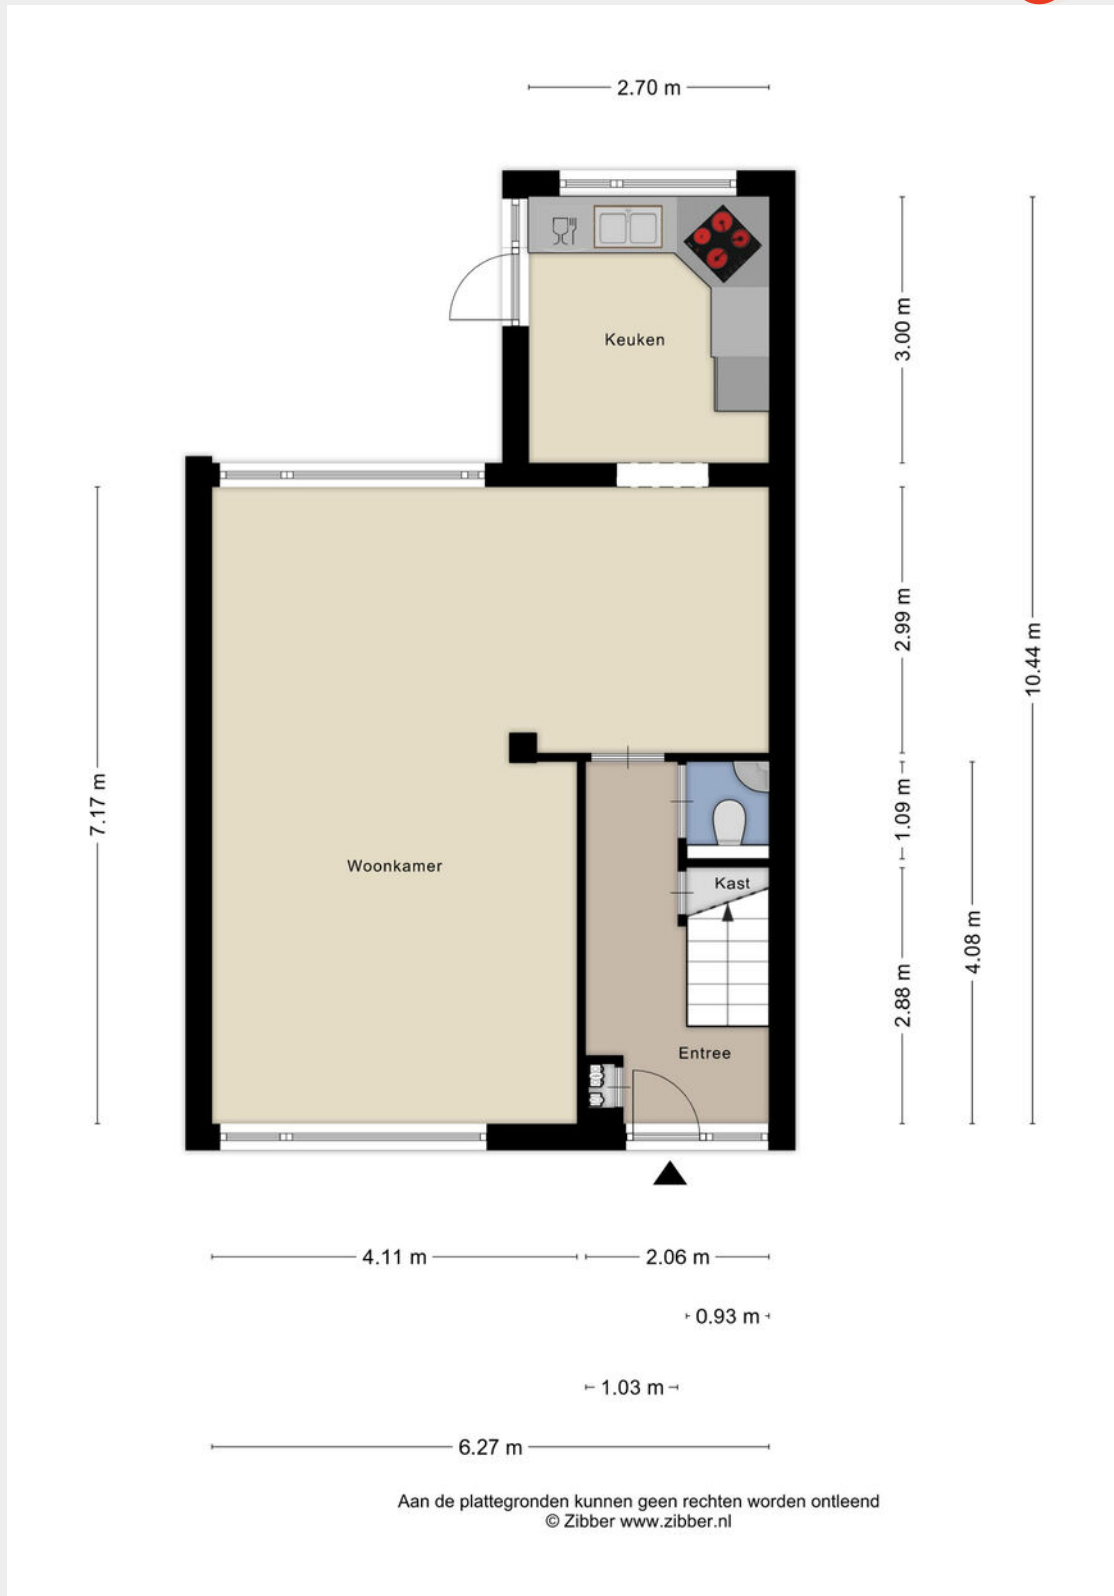 2.70 m
Keuken
3.00 m
2.99 m
10.44 m
7.17 m
1.09 m
Woonkamer
Kast
4.08 m
2.88 m
Entree
4.11 m
2.06 m
0.93 m
1.03 m
6.27 m
Aan de plattegronden kunnen geen rechten worden ontleend
© Zibber www.zibber.nl